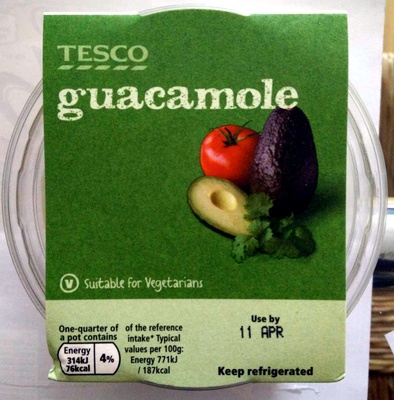 TESCO
guacamole
V Suitable for Vegetarians
One-quarter of
a pot contains
Energy
314kJ
76kcal
4%
of the reference
intake* Typical
values per 100g:
Energy 771kJ
/ 187kcal
Use by
11 APR
Keep refrigerated